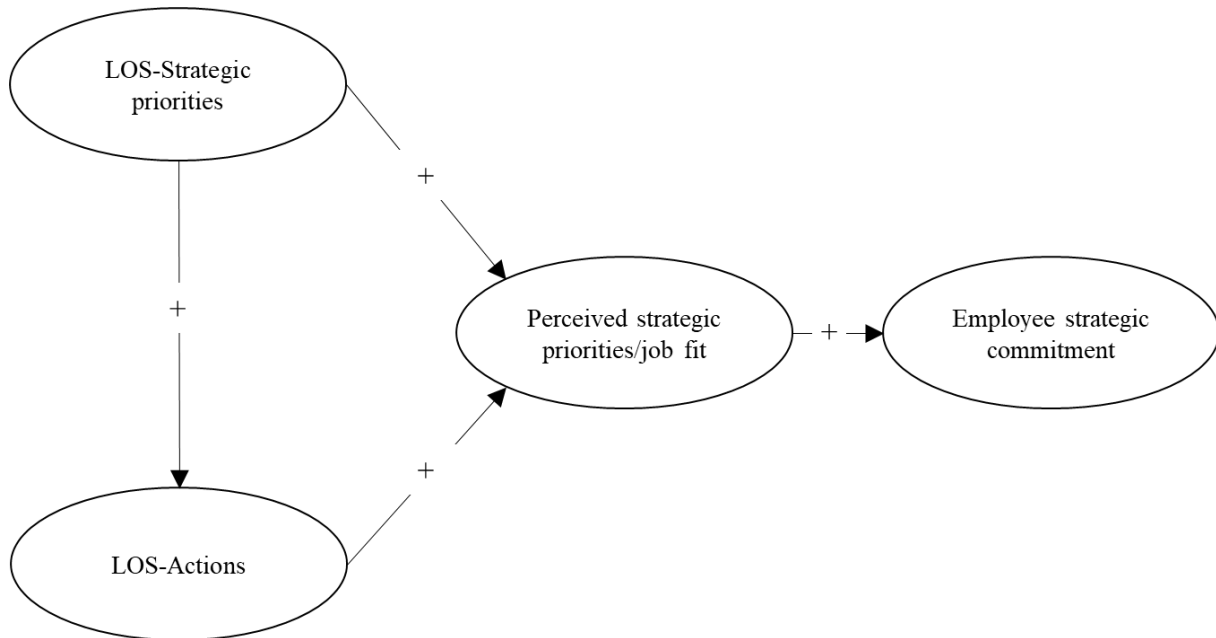 LOS-Strategic
priorities
+
+
Perceived strategic
priorities/job fit
+
Employee strategic
commitment
+
LOS-Actions